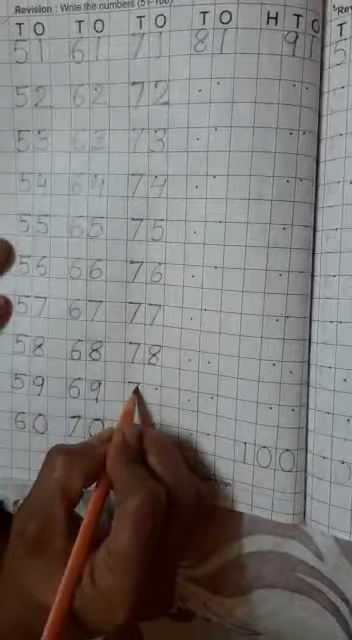 Revision : Write the numbers (51-100)
T O T O T O T O H T O
51 61 7 81 91
52 62 72
53 63 73
54 64 74
55 65 75
56 66 76
57 67 77
58 68 78
59 69
60 70 100